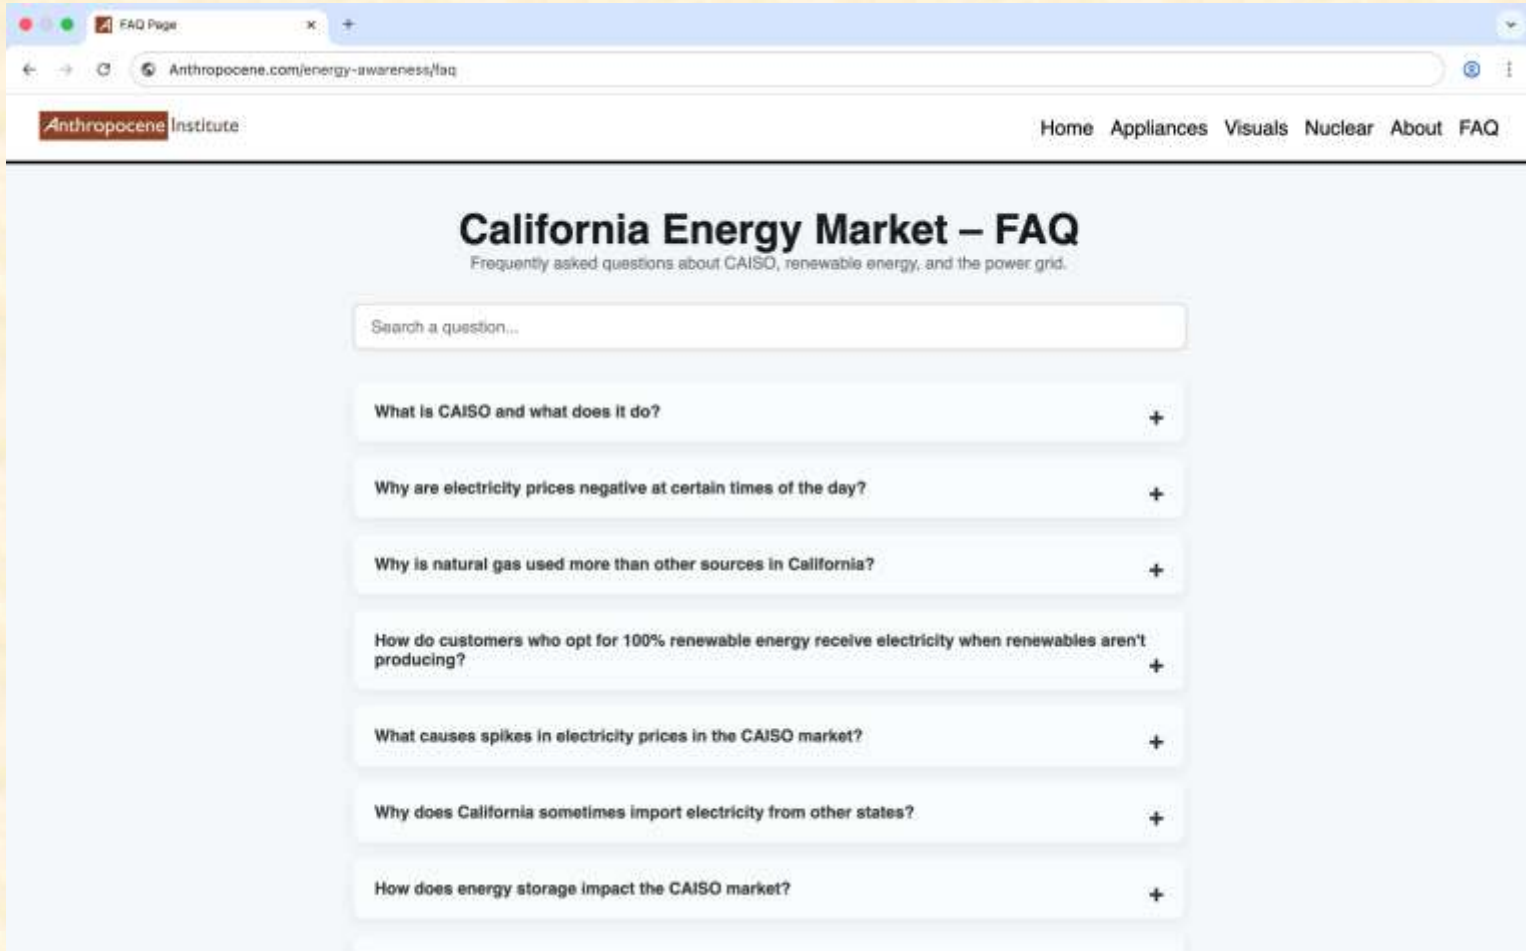 FAQ Page
Anthropocene.com/energy-awareness/faq
Anthropocene Institute
Home Appliances Visuals Nuclear About FAQ
California Energy Market – FAQ
Frequently asked questions about CAISO, renewable energy, and the power grid.
Search a question...
What is CAISO and what does it do?
Why are electricity prices negative at certain times of the day?
Why is natural gas used more than other sources in California?
How do customers who opt for 100% renewable energy receive electricity when renewables aren't
producing?
What causes spikes in electricity prices in the CAISO market?
Why does California sometimes import electricity from other states?
How does energy storage impact the CAISO market?